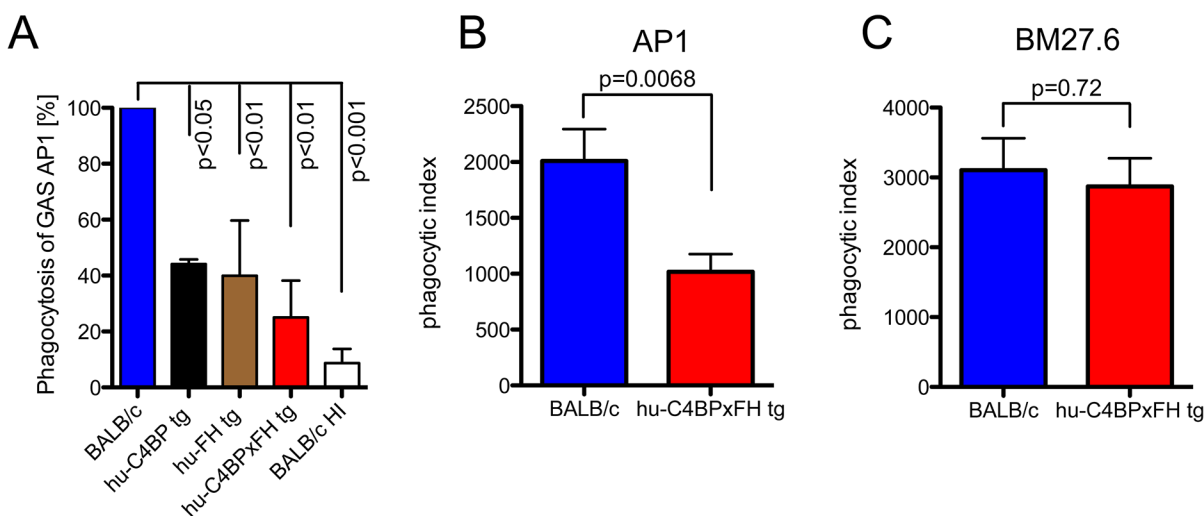 A
Phagocytosis of GAS AP1 [%]
100
80
60
40
20
0
p<0.05
p<0.01
p<0.01
p<0.001
BALB/c
hu-C4BP tg
hu-FH tg
hu-C4BPxFH tg
BALB/c HI
B
AP1
p=0.0068
phagocytic index
2500
2000
1500
1000
500
0
BALB/c
hu-C4BPxFH tg
C
BM27.6
p=0.72
phagocytic index
4000
3000
2000
1000
0
BALB/c
hu-C4BPxFH tg